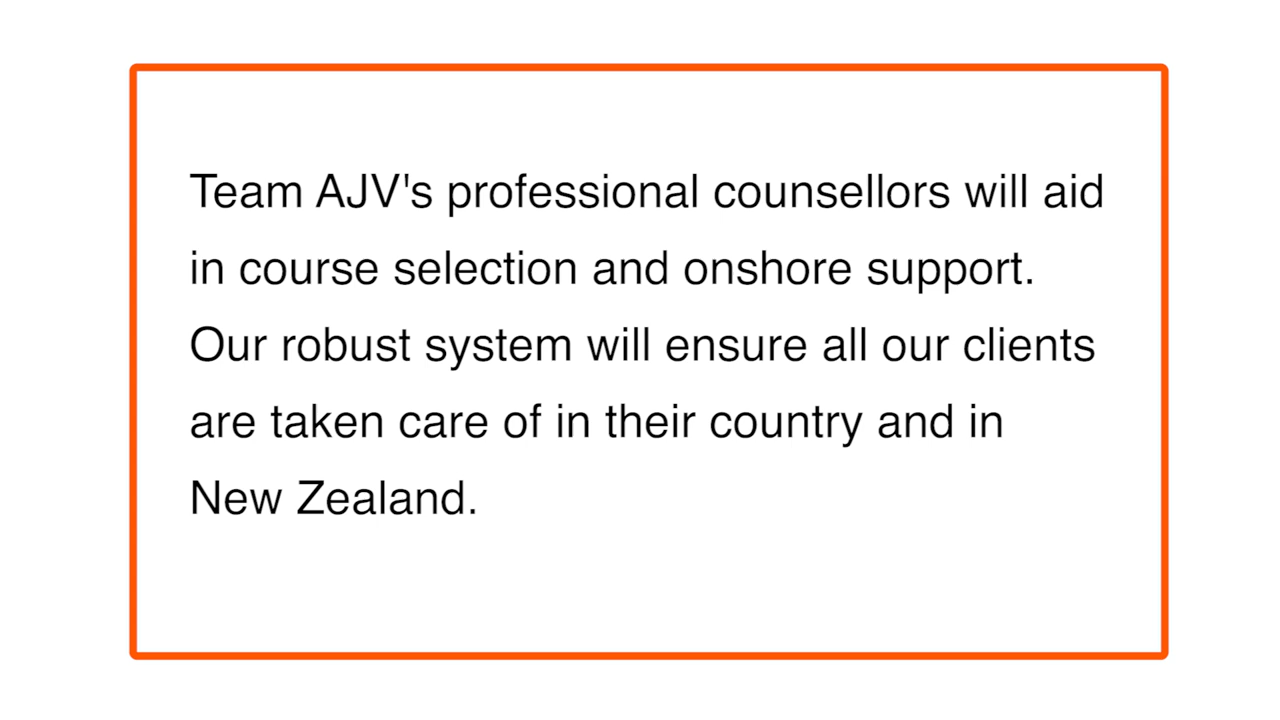 Team AJV's professional counsellors will aid
in course selection and onshore support.
Our robust system will ensure all our clients
are taken care of in their country and in
New Zealand.